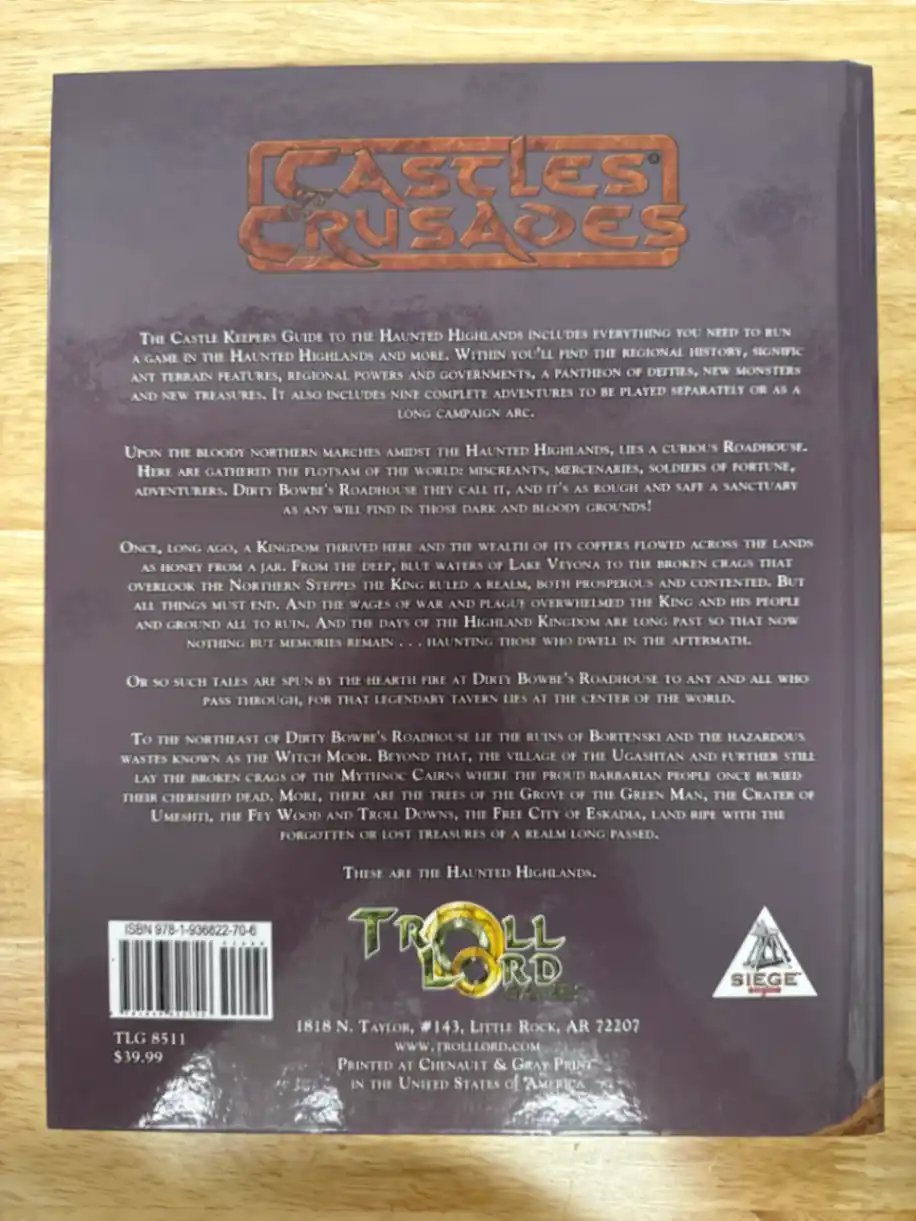 Castles®
& Crusades
The Castle Keepers Guide to the Haunted Highlands includes everything you need to run
a game in the Haunted Highlands and more. Within you'll find the regional history, signific
ant terrain features, regional powers and governments, a pantheon of deities, new monsters
and new treasures. It also includes nine complete adventures to be played separately or as a
long campaign arc.
Upon the bloody northern marches amidst the Haunted Highlands, lies a curious Roadhouse.
Here are gathered the flotsam of the world: miscreants, mercenaries, soldiers of fortune,
adventurers. Dirty Bowbe's Roadhouse they call it, and it's as rough and safe a sanctuary
as any will find in those dark and bloody grounds!
Once, long ago, a Kingdom thrived here and the wealth of its coffers flowed across the lands
as honey from a jar. From the deep, blue waters of Lake Veyona to the broken crags that
overlook the Northern Steppes the King ruled a realm, both prosperous and contented. But
all things must end. And the wages of war and plague overwhelmed the King and his people
and ground all to ruin. And the days of the Highland Kingdom are long past so that now
nothing but memories remain . . . haunting those who dwell in the aftermath.
Or so such tales are spun by the hearth fire at Dirty Bowbe's Roadhouse to any and all who
pass through, for that legendary tavern lies at the center of the world.
To the northeast of Dirty Bowbe's Roadhouse lie the ruins of Bortenski and the hazardous
wastes known as the Witch Moor. Beyond that, the village of the Ugashtan and further still
lay the broken crags of the Mythnoc Cairns where the proud barbarian people once buried
their cherished dead. More, there are the trees of the Grove of the Green Man, the Crater of
Umeshti, the Fey Wood and Troll Downs, the Free City of Eskadia, land ripe with the
forgotten or lost treasures of a realm long passed.
These are the Haunted Highlands.
ISBN 978-1-936822-70-6
TLG 8511
$39.99
Troll
Lord
Games
1818 N. Taylor, #143, Little Rock, AR 72207
www.trolllord.com
Printed at Chenault & Gray Print
in the United States of America
SIEGE
engine